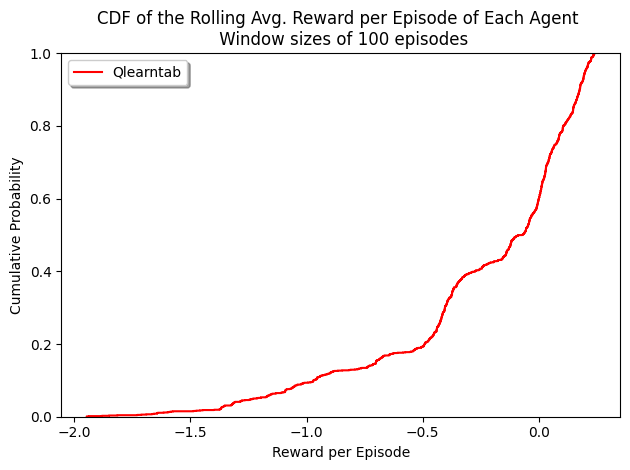 CDF of the Rolling Avg. Reward per Episode of Each Agent
Window sizes of 100 episodes
Qlearntab
1.0
0.8
0.6
0.4
0.2
0.0
Cumulative Probability
−2.0 −1.5 −1.0 −0.5 0.0
Reward per Episode